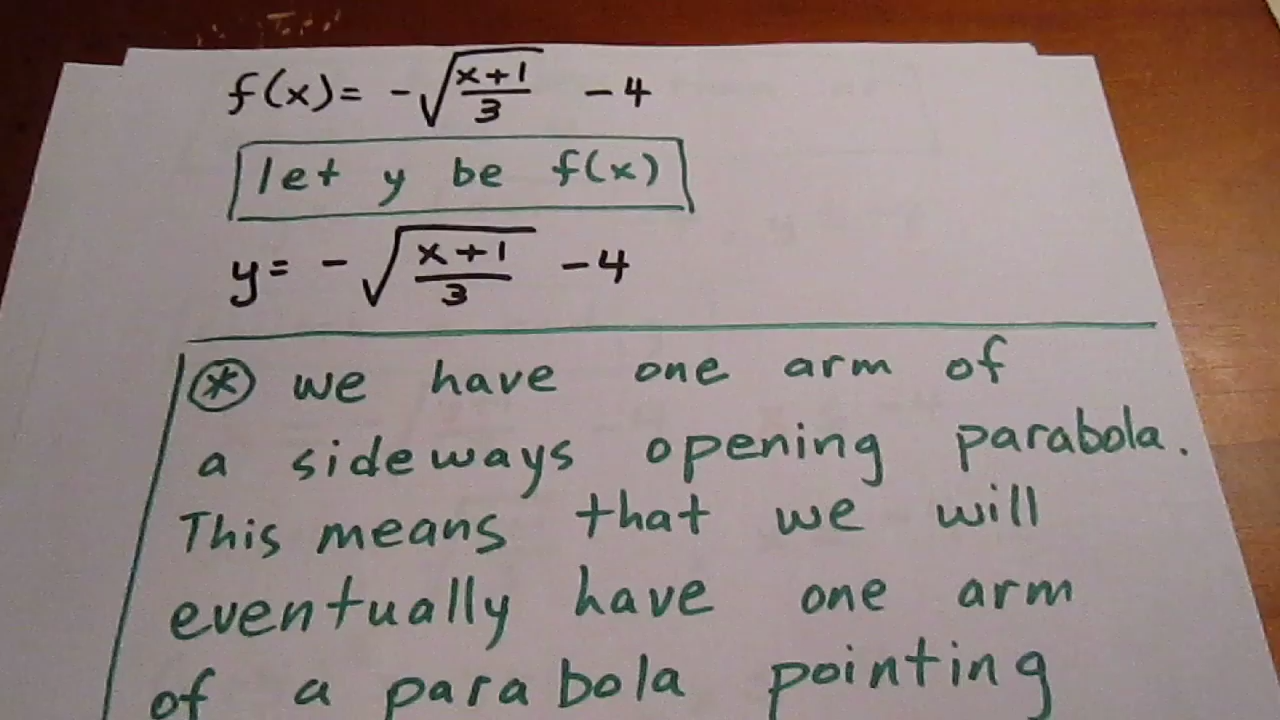 f(x) = -√((x+1)/3) - 4
let y be f(x)
y = -√((x+1)/3) - 4
⊛ we have one arm of
a sideways opening parabola.
This means that we will
eventually have one arm
of a parabola pointing